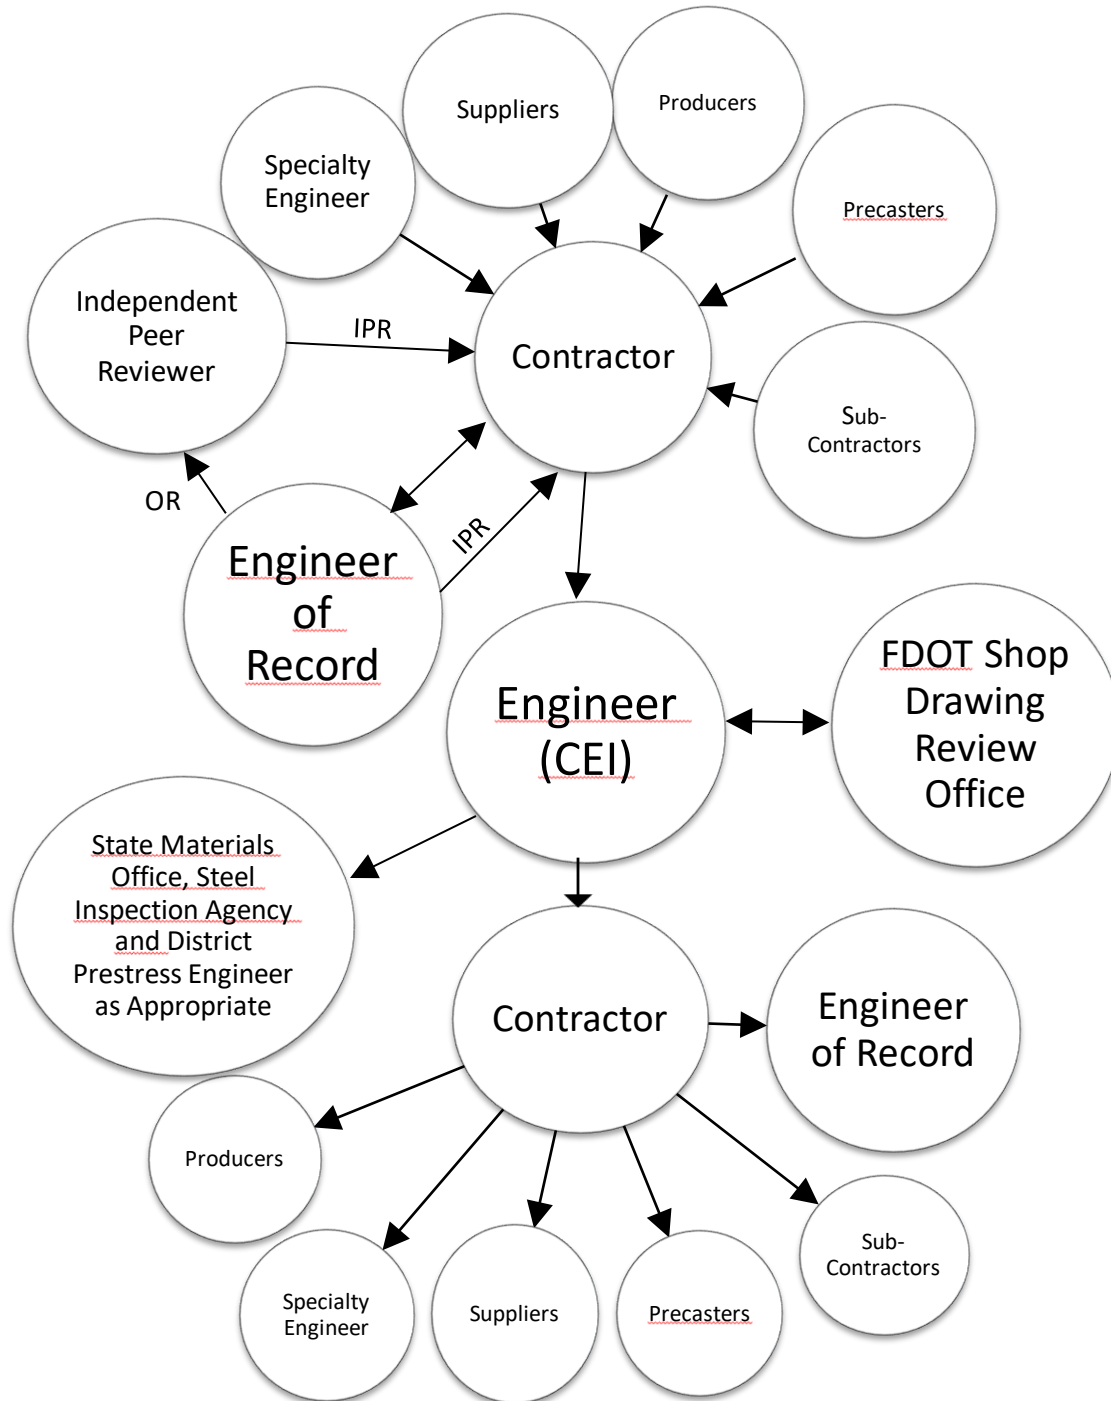 Suppliers
Producers
Specialty
Engineer
Precasters
Independent
Peer
Reviewer
IPR
Contractor
Sub-
Contractors
OR
IPR
Engineer
of
Record
Engineer
(CEI)
FDOT Shop
Drawing
Review
Office
State Materials
Office, Steel
Inspection Agency
and District
Prestress Engineer
as Appropriate
Contractor
Engineer
of Record
Producers
Specialty
Engineer
Suppliers
Precasters
Sub-
Contractors